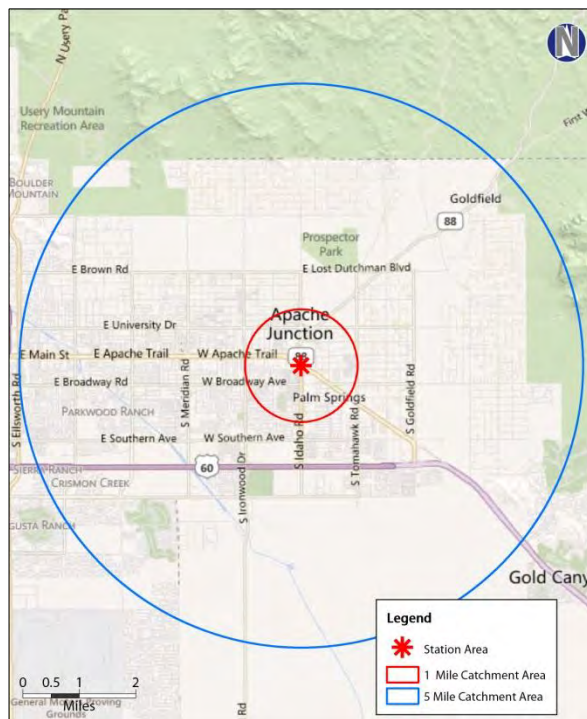 N
N Usery Pa
Usery Mountain
Recreation Area
First W
BOULDER
MOUNTAIN
Goldfield
88
Prospector
Park
E Brown Rd
E Lost Dutchman Blvd
E University Dr
Apache
Junction
E Main St
E Apache Trail
W Apache Trail
88
E Broadway Rd
W Broadway Ave
Palm Springs
PARKWOOD RANCH
E Southern Ave
W Southern Ave
S Ellsworth Rd
S Meridian Rd
S Ironwood Dr
S Idaho Rd
S Tomahawk Rd
S Goldfield Rd
60
SIERRA RANCH
CRISMON CREEK
GUSTA RANCH
Gold Cany
Legend
Station Area
1 Mile Catchment Area
5 Mile Catchment Area
0 0.5 1 2
Miles
General Motors Proving
Grounds
Rd